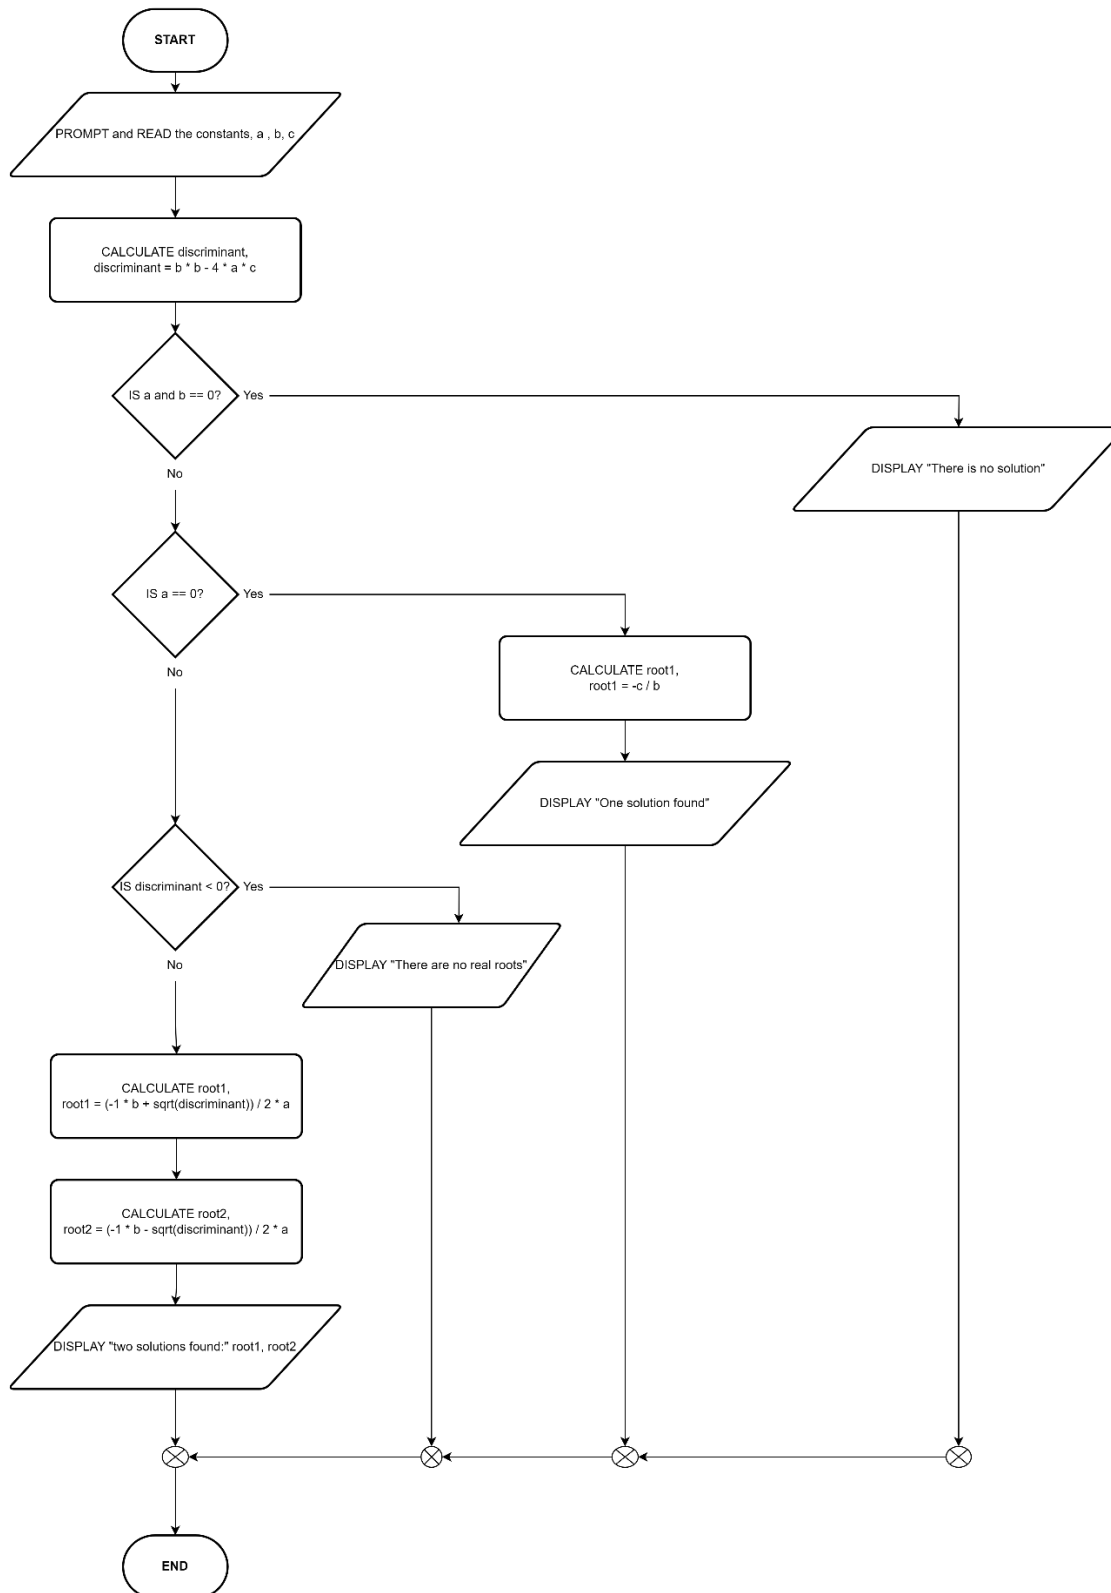 START
PROMPT and READ the constants, a , b, c
CALCULATE discriminant,
discriminant = b * b - 4 * a * c
IS a and b == 0?
Yes
No
DISPLAY "There is no solution"
IS a == 0?
Yes
No
CALCULATE root1,
root1 = -c / b
DISPLAY "One solution found"
IS discriminant < 0?
Yes
No
DISPLAY "There are no real roots"
CALCULATE root1,
root1 = (-1 * b + sqrt(discriminant)) / 2 * a
CALCULATE root2,
root2 = (-1 * b - sqrt(discriminant)) / 2 * a
DISPLAY "two solutions found:" root1, root2
END